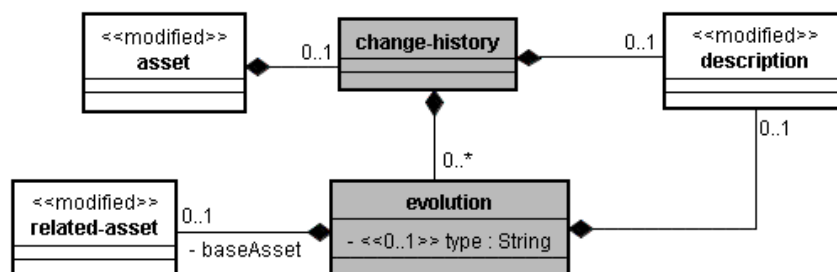 <<modified>>
asset
0..1
change-history
0..1
<<modified>>
description
0..1
0..*
<<modified>>
related-asset
0..1
- baseAsset
evolution
- <<0..1>> type : String